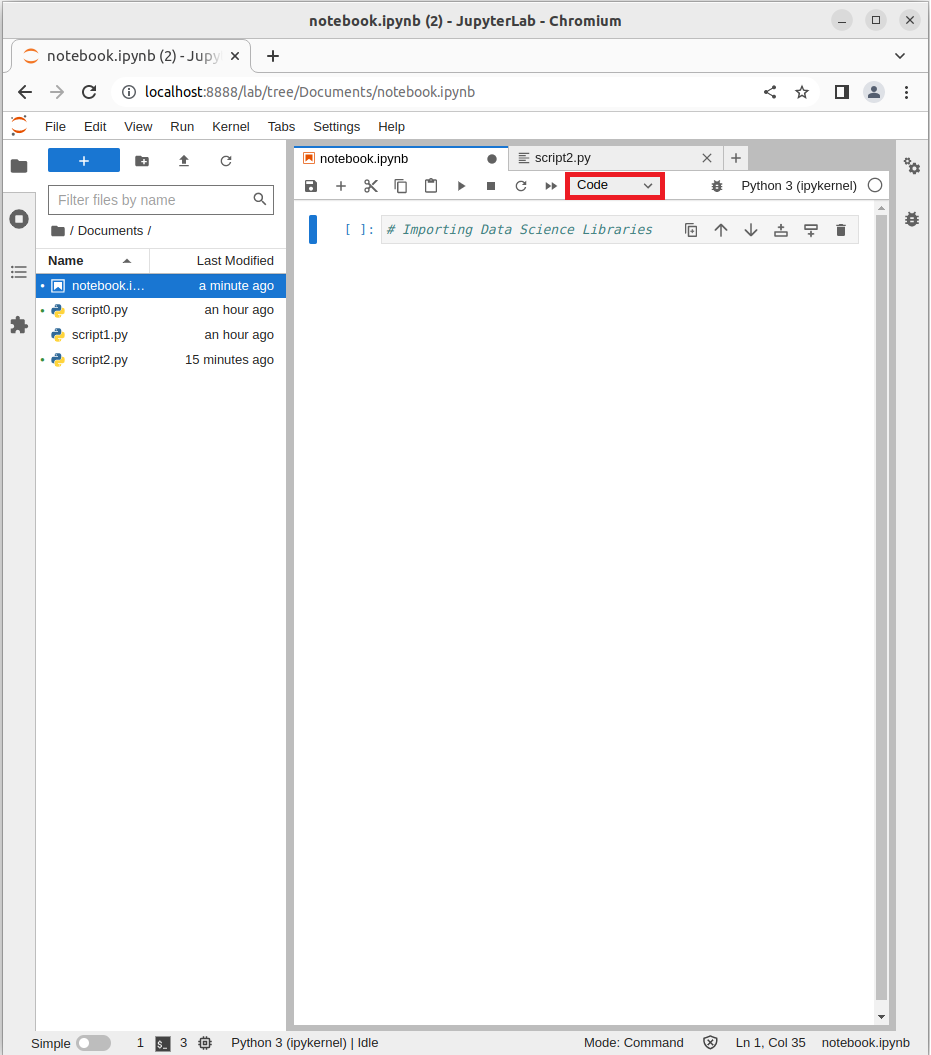 notebook.ipynb (2) - JupyterLab - Chromium
notebook.ipynb (2) - Jupy
localhost:8888/lab/tree/Documents/notebook.ipynb
File Edit View Run Kernel Tabs Settings Help
notebook.ipynb
script2.py
Code
Python 3 (ipykernel)
Filter files by name
/ Documents /
Name Last Modified
notebook.i… a minute ago
script0.py an hour ago
script1.py an hour ago
script2.py 15 minutes ago
[ ]: # Importing Data Science Libraries
Simple 1 $_ 3 Python 3 (ipykernel) | Idle Mode: Command Ln 1, Col 35 notebook.ipynb